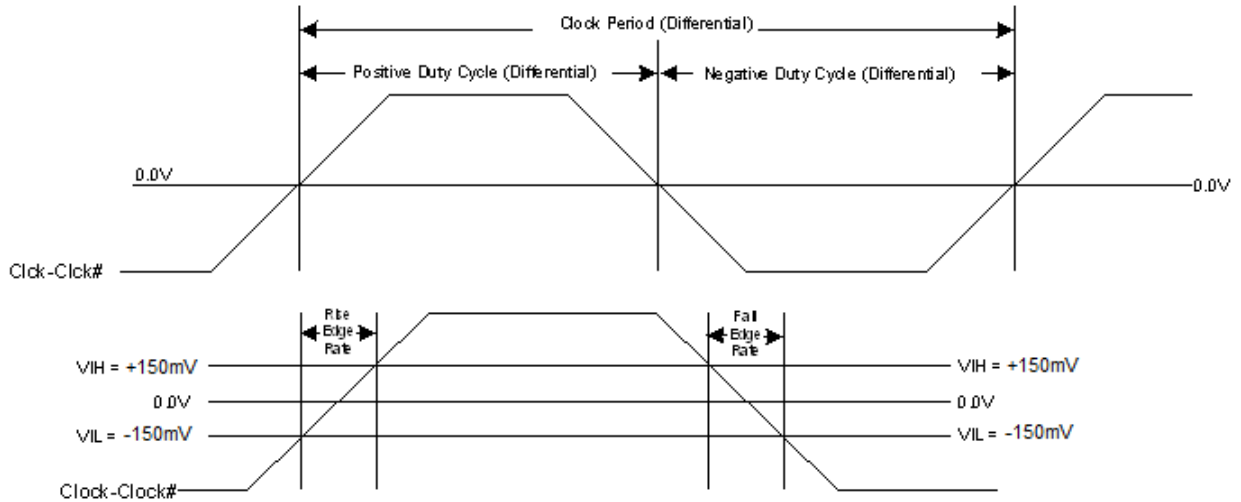 Clock Period (Differential)
Positive Duty Cycle (Differential)
Negative Duty Cycle (Differential)
0.0V
0.0V
Clck-Clck#
Rise
Edge
Rate
Fall
Edge
Rate
VIH = +150mV
VIH = +150mV
0.0V
0.0V
VIL = -150mV
VIL = -150mV
Clock-Clock#